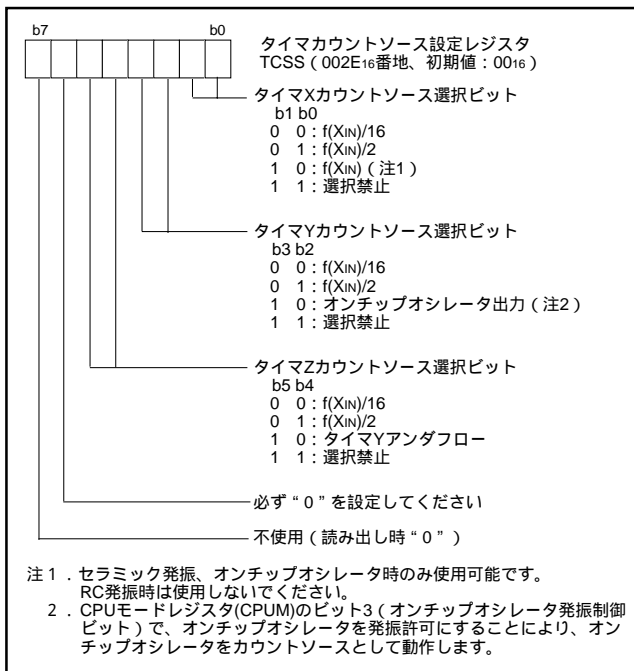 b7 b0
タイマカウントソース設定レジスタ
TCSS（002E16番地、初期値：0016）
タイマXカウントソース選択ビット
b1 b0
0 0：f(XIN)/16
0 1：f(XIN)/2
1 0：f(XIN)（注1）
1 1：選択禁止
タイマYカウントソース選択ビット
b3 b2
0 0：f(XIN)/16
0 1：f(XIN)/2
1 0：オンチップオシレータ出力（注2）
1 1：選択禁止
タイマZカウントソース選択ビット
b5 b4
0 0：f(XIN)/16
0 1：f(XIN)/2
1 0：タイマYアンダフロー
1 1：選択禁止
必ず“0”を設定してください
不使用（読み出し時“0”）
注1．セラミック発振、オンチップオシレータ時のみ使用可能です。
RC発振時は使用しないでください。
2．CPUモードレジスタ(CPUM)のビット3（オンチップオシレータ発振制御
ビット）で、オンチップオシレータを発振許可にすることにより、オン
チップオシレータをカウントソースとして動作します。